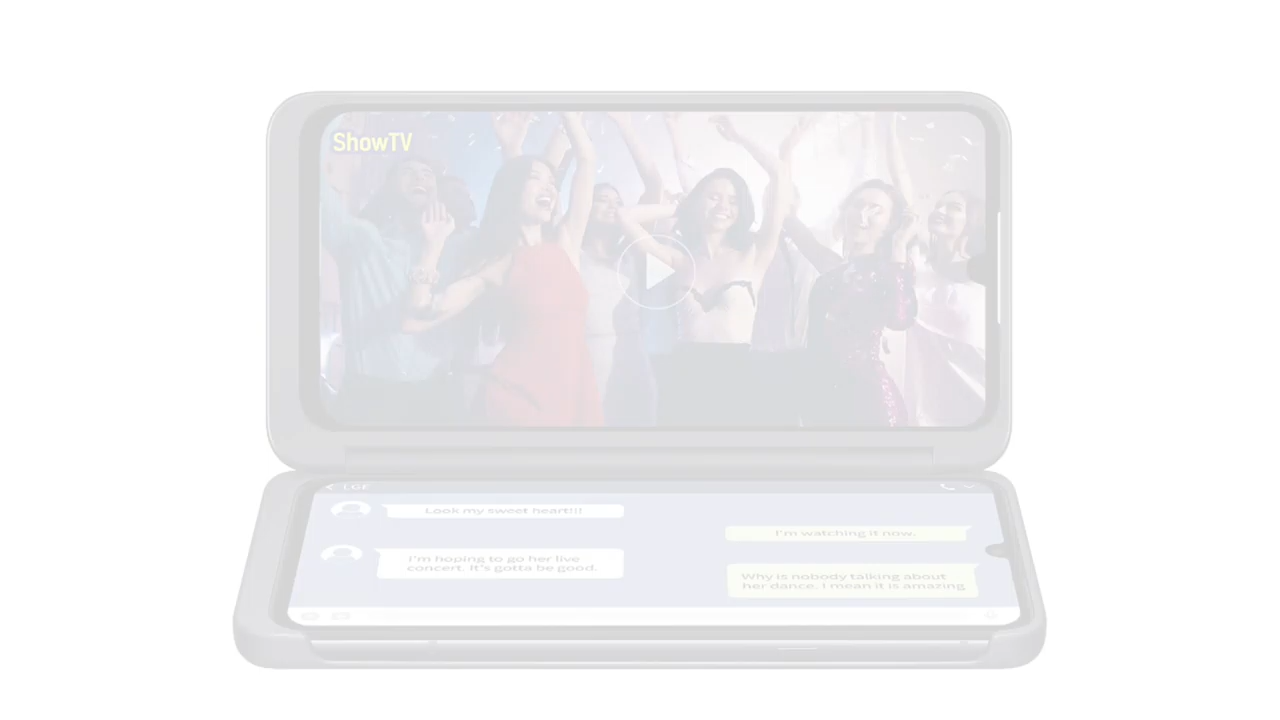 ShowTV
LGE
Look my sweet heart!!!
I'm watching it now.
I'm hoping to go her live
concert. It's gotta be good.
Why is nobody talking about
her dance. I mean it is amazing